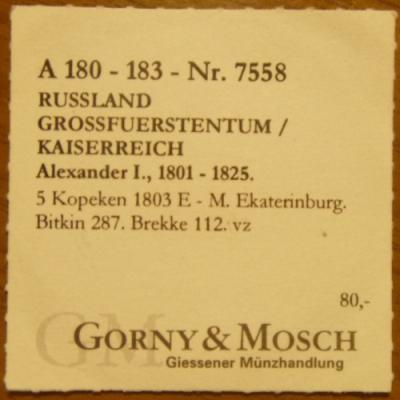 A 180 - 183 - Nr. 7558
RUSSLAND
GROSSFUERSTENTUM /
KAISERREICH
Alexander I., 1801 - 1825.
5 Kopeken 1803 E - M. Ekaterinburg.
Bitkin 287. Brekke 112. vz
80,-
GM
GORNY & MOSCH
Giessener Münzhandlung